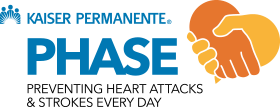 KAISER PERMANENTE®
PHASE
PREVENTING HEART ATTACKS
& STROKES EVERY DAY